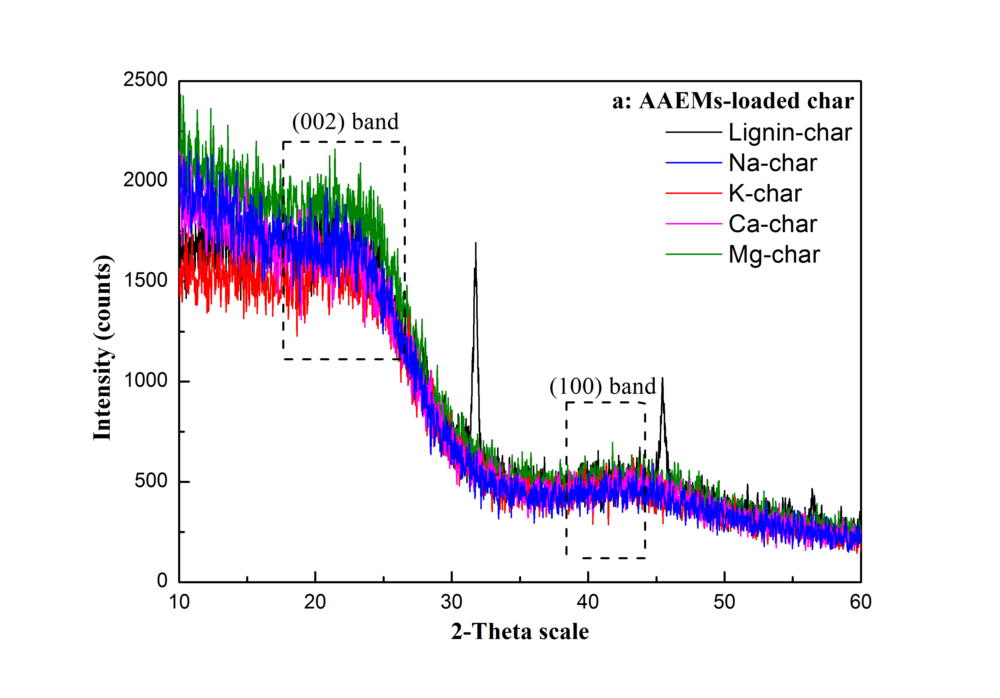 a: AAEMs-loaded char
Lignin-char
Na-char
K-char
Ca-char
Mg-char
(002) band
(100) band
Intensity (counts)
2500
2000
1500
1000
500
0
10 20 30 40 50 60
2-Theta scale